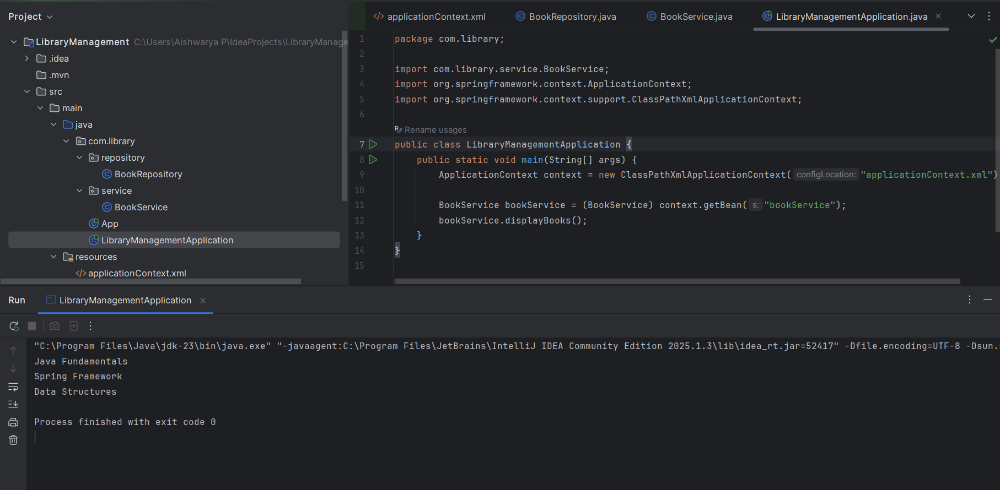 Project
LibraryManagement C:\Users\Aishwarya P\IdeaProjects\LibraryManage
.idea
.mvn
src
main
java
com.library
repository
BookRepository
service
BookService
App
LibraryManagementApplication
resources
applicationContext.xml
applicationContext.xml BookRepository.java BookService.java LibraryManagementApplication.java
1 package com.library;
2
3 import com.library.service.BookService;
4 import org.springframework.context.ApplicationContext;
5 import org.springframework.context.support.ClassPathXmlApplicationContext;
6
Rename usages
7 public class LibraryManagementApplication {
8 public static void main(String[] args) {
9 ApplicationContext context = new ClassPathXmlApplicationContext( configLocation: "applicationContext.xml")
10
11 BookService bookService = (BookService) context.getBean( s: "bookService");
12 bookService.displayBooks();
13 }
14 }
15
Run LibraryManagementApplication
"C:\Program Files\Java\jdk-23\bin\java.exe" "-javaagent:C:\Program Files\JetBrains\IntelliJ IDEA Community Edition 2025.1.3\lib\idea_rt.jar=52417" -Dfile.encoding=UTF-8 -Dsun.
Java Fundamentals
Spring Framework
Data Structures
Process finished with exit code 0